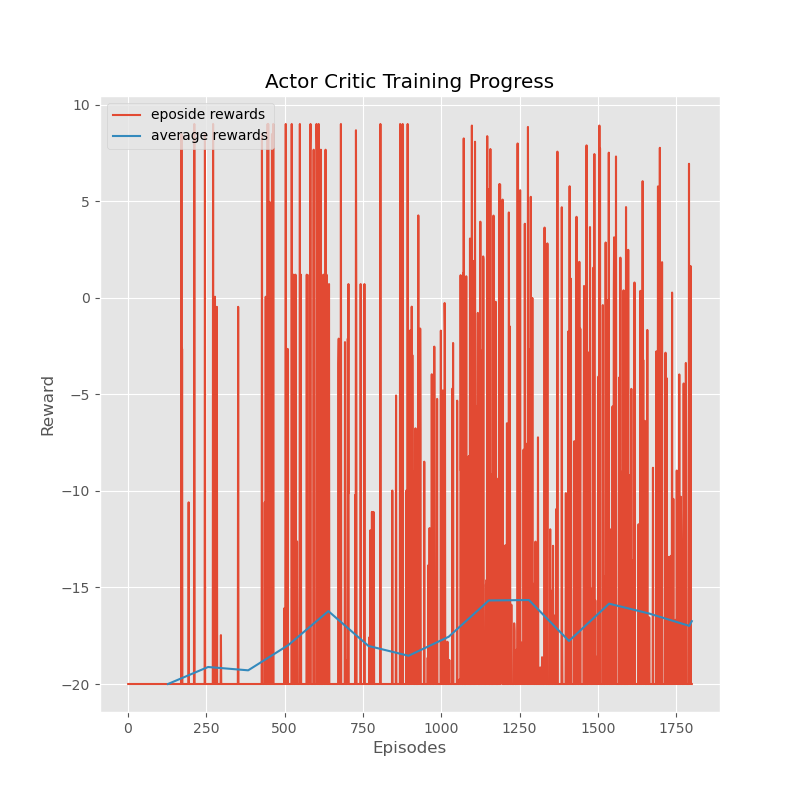 Actor Critic Training Progress
eposide rewards
average rewards
10
5
0
−5
−10
−15
−20
Reward
0 250 500 750 1000 1250 1500 1750
Episodes